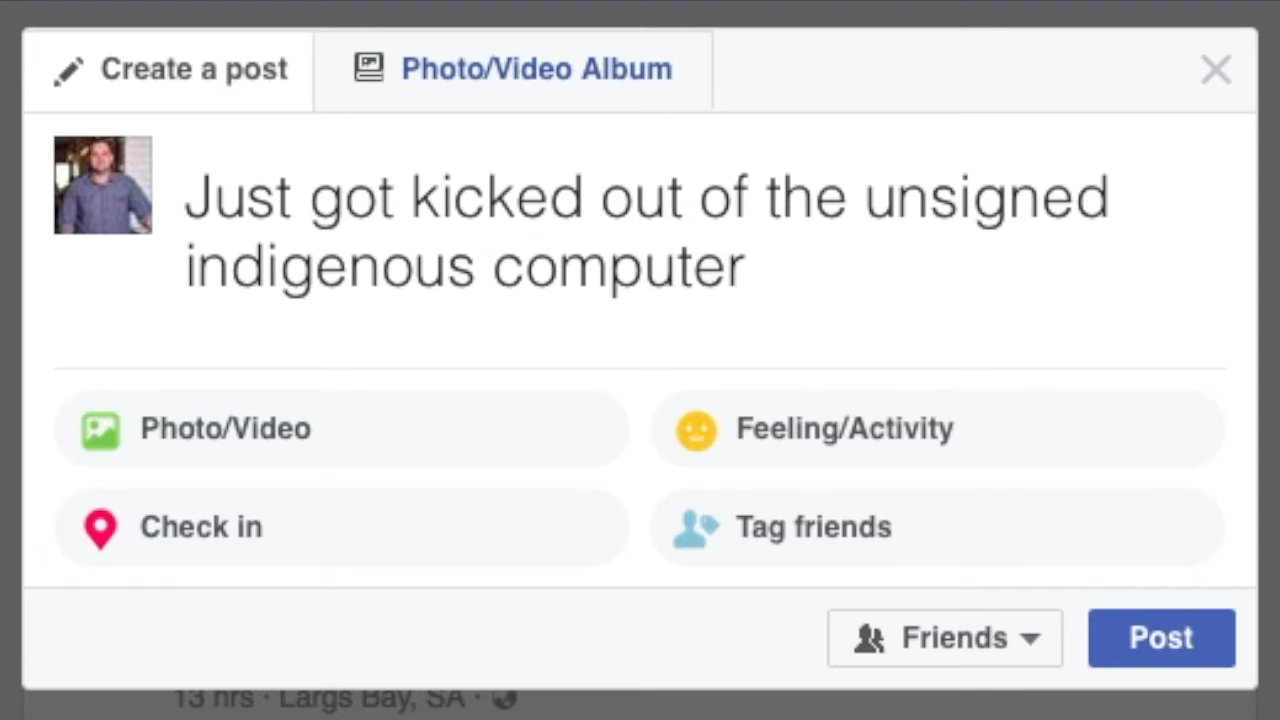 Create a post
Photo/Video Album
Just got kicked out of the unsigned
indigenous computer
Photo/Video
Feeling/Activity
Check in
Tag friends
Friends
Post
13 hrs · Largs Bay, SA ·